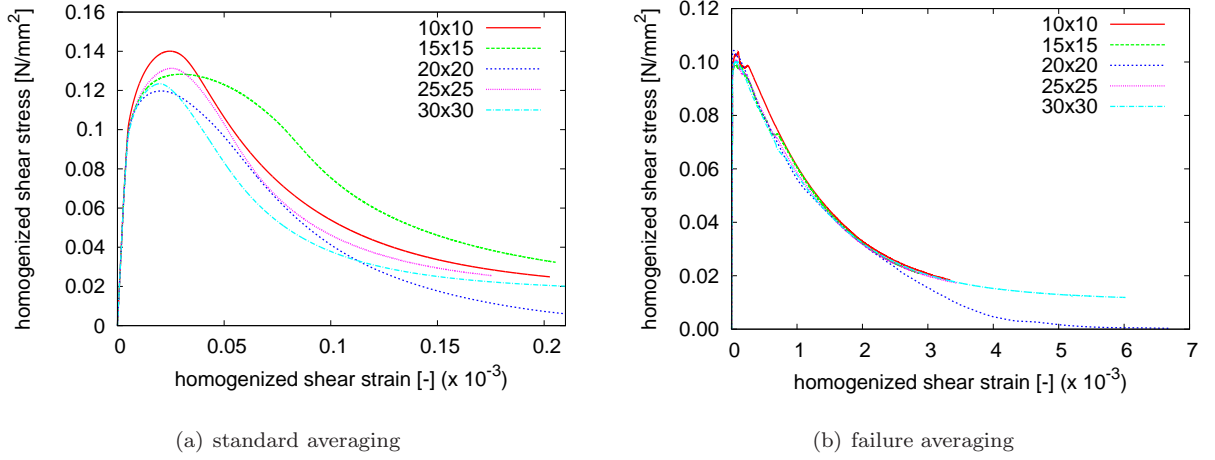 homogenized shear stress [N/mm²]
0.16
0.14
0.12
0.1
0.08
0.06
0.04
0.02
0
0 0.05 0.1 0.15 0.2
homogenized shear strain [-] (x 10⁻³)
10x10
15x15
20x20
25x25
30x30
(a) standard averaging
homogenized shear stress [N/mm²]
0.12
0.10
0.08
0.06
0.04
0.02
0.00
0 1 2 3 4 5 6 7
homogenized shear strain [-] (x 10⁻³)
10x10
15x15
20x20
25x25
30x30
(b) failure averaging